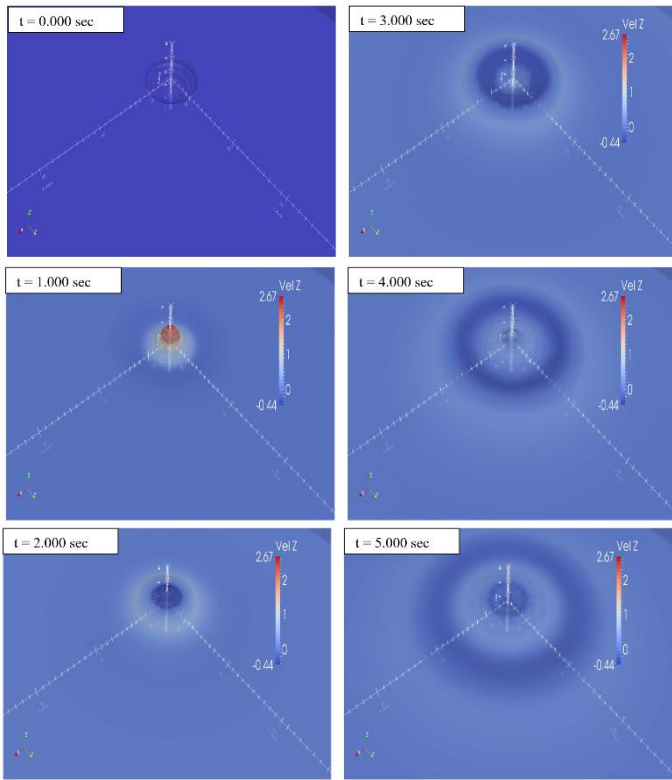 t = 0.000 sec
t = 3.000 sec
2.67
Vel Z
2
1
0
-0.44
t = 1.000 sec
Vel Z
2.67
2
1
0
-0.44
t = 4.000 sec
Vel Z
2.67
2
1
0
-0.44
t = 2.000 sec
Vel Z
2.67
2
1
0
-0.44
t = 5.000 sec
Vel Z
2.67
2
1
0
-0.44